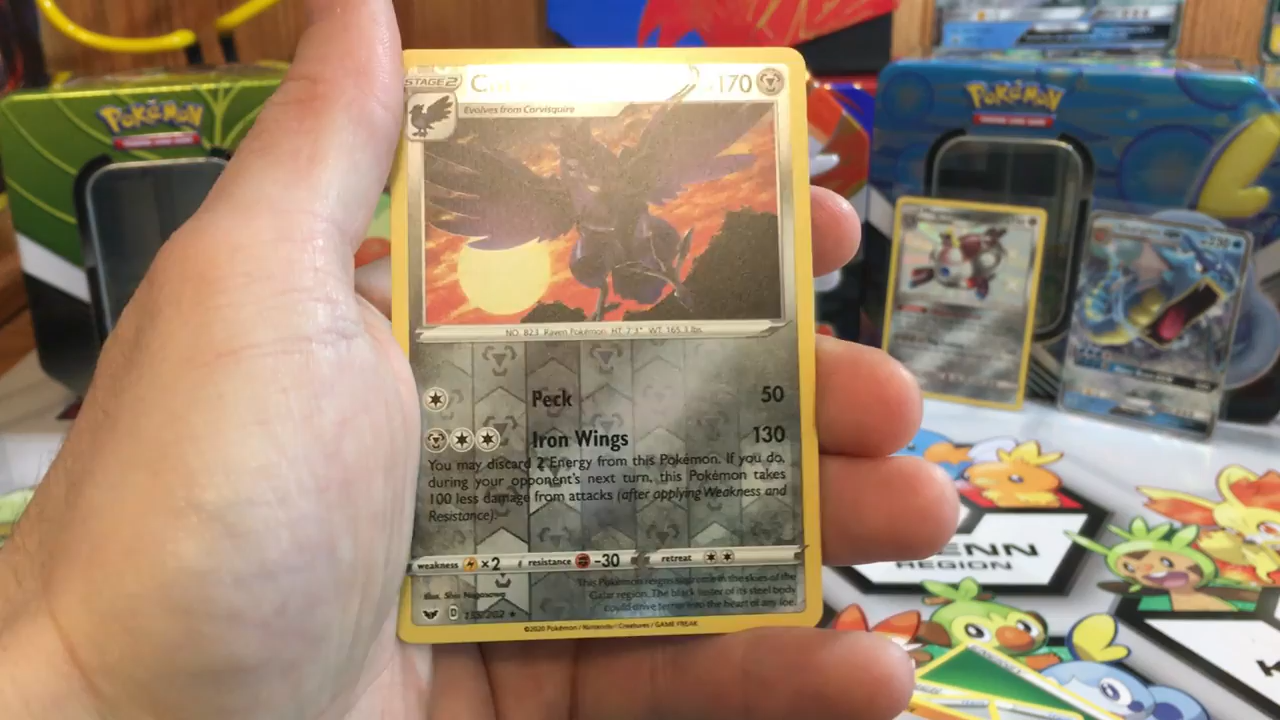 Pokémon
Pokémon
STAGE 2
170
Evolves from Corvisquire
NO. 823 Raven Pokémon HT: 7'3" WT: 165.3 lbs.
Peck 50
Iron Wings 130
You may discard 2 Energy from this Pokémon. If you do,
during your opponent's next turn, this Pokémon takes
100 less damage from attacks (after applying Weakness and
Resistance).
weakness ×2 resistance -30 retreat
Illus. Shin Nagasawa
This Pokémon reigns supreme in the skies of the
Galar region. The black luster of its steel body
could drive terror into the heart of any foe.
D /202
©2020 Pokémon / Nintendo / Creatures / GAME FREAK
REGION